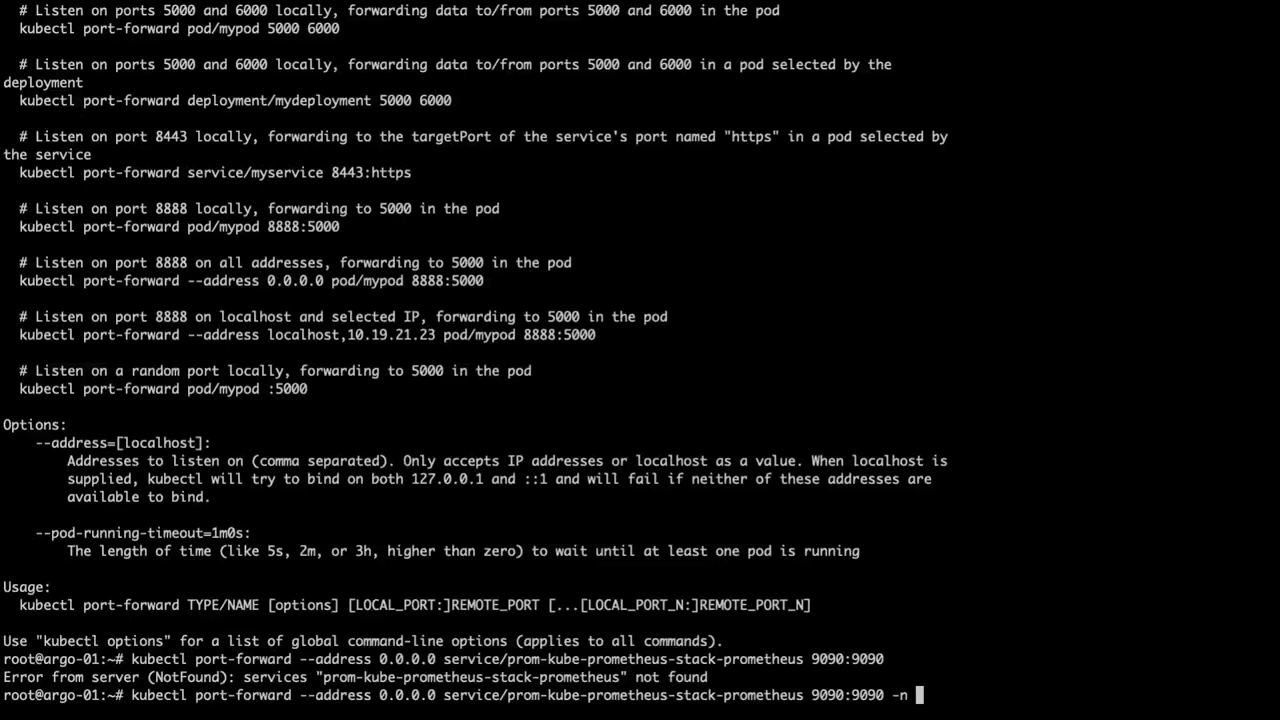 # Listen on ports 5000 and 6000 locally, forwarding data to/from ports 5000 and 6000 in the pod
kubectl port-forward pod/mypod 5000 6000
# Listen on ports 5000 and 6000 locally, forwarding data to/from ports 5000 and 6000 in a pod selected by the
deployment
kubectl port-forward deployment/mydeployment 5000 6000
# Listen on port 8443 locally, forwarding to the targetPort of the service's port named "https" in a pod selected by
the service
kubectl port-forward service/myservice 8443:https
# Listen on port 8888 locally, forwarding to 5000 in the pod
kubectl port-forward pod/mypod 8888:5000
# Listen on port 8888 on all addresses, forwarding to 5000 in the pod
kubectl port-forward --address 0.0.0.0 pod/mypod 8888:5000
# Listen on port 8888 on localhost and selected IP, forwarding to 5000 in the pod
kubectl port-forward --address localhost,10.19.21.23 pod/mypod 8888:5000
# Listen on a random port locally, forwarding to 5000 in the pod
kubectl port-forward pod/mypod :5000
Options:
--address=[localhost]:
Addresses to listen on (comma separated). Only accepts IP addresses or localhost as a value. When localhost is
supplied, kubectl will try to bind on both 127.0.0.1 and ::1 and will fail if neither of these addresses are
available to bind.
--pod-running-timeout=1m0s:
The length of time (like 5s, 2m, or 3h, higher than zero) to wait until at least one pod is running
Usage:
kubectl port-forward TYPE/NAME [options] [LOCAL_PORT:]REMOTE_PORT [...[LOCAL_PORT_N:]REMOTE_PORT_N]
Use "kubectl options" for a list of global command-line options (applies to all commands).
root@argo-01:~# kubectl port-forward --address 0.0.0.0 service/prom-kube-prometheus-stack-prometheus 9090:9090
Error from server (NotFound): services "prom-kube-prometheus-stack-prometheus" not found
root@argo-01:~# kubectl port-forward --address 0.0.0.0 service/prom-kube-prometheus-stack-prometheus 9090:9090 -n